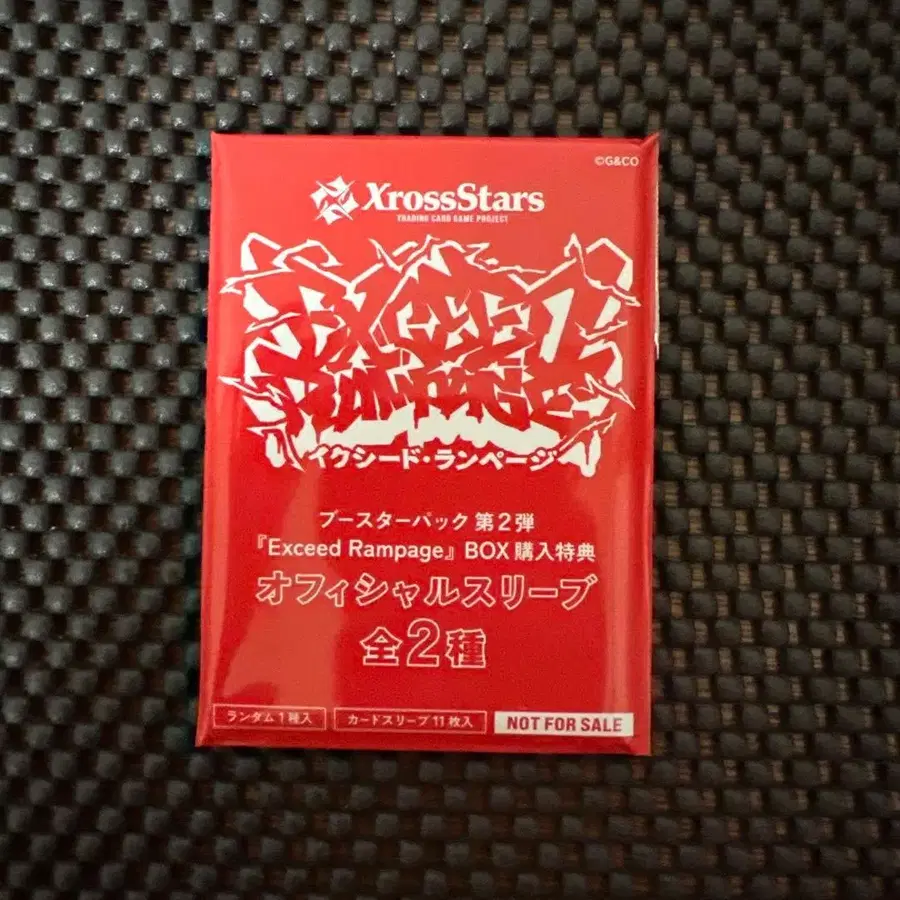 ©G&CO
XrossStars
TRADING CARD GAME PROJECT
EXCEED
RAMPAGE
イクシード・ランページ
ブースターパック 第2弾
『Exceed Rampage』 BOX 購入特典
オフィシャルスリーブ
全2種
ランダム1種入
カードスリーブ11枚入
NOT FOR SALE